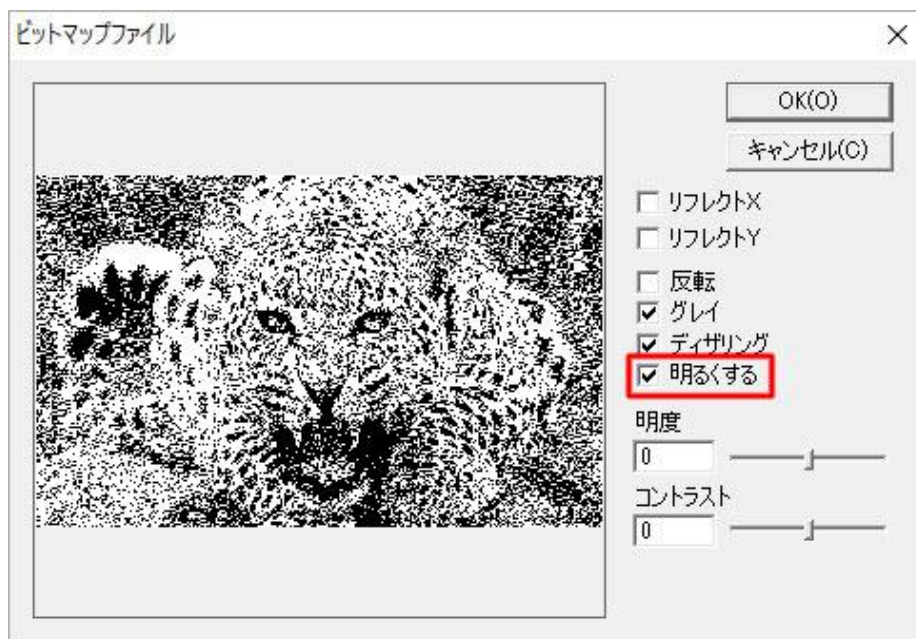 ビットマップファイル
OK(O)
キャンセル(C)
リフレクトX
リフレクトY
反転
グレイ
ディザリング
明るくする
明度
0
コントラスト
0